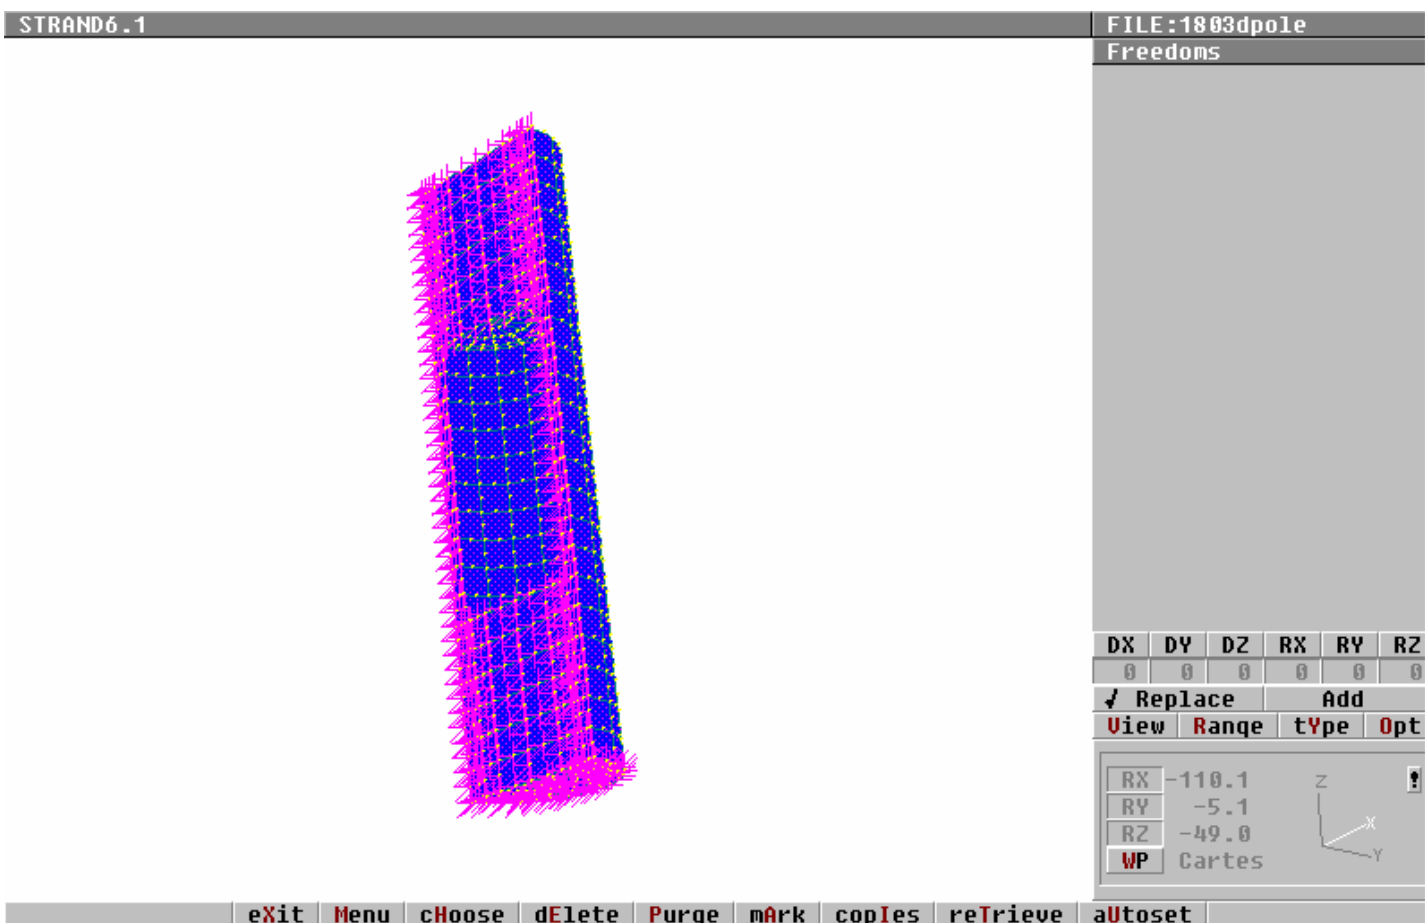 STRAND6.1 FILE:1803dpole
Freedoms
DX DY DZ RX RY RZ
0 0 0 0 0 0
✓ Replace Add
View Range tYpe Opt
RX -110.1 Z !
RY -5.1 X
RZ -49.0 Y
WP Cartes
eXit Menu cHoose dElete Purge mArk copIes reTrieve aUtoset